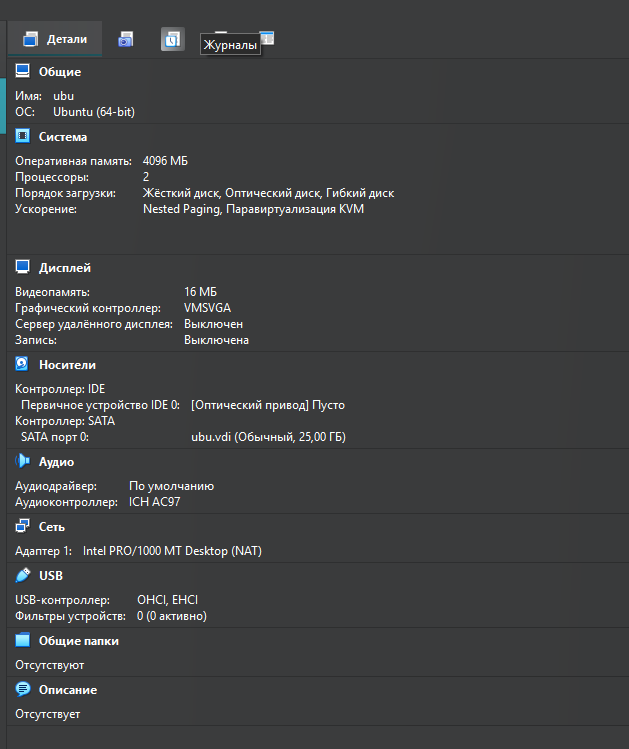 Детали
Журналы
Общие
Имя: ubu
ОС: Ubuntu (64-bit)
Система
Оперативная память: 4096 МБ
Процессоры: 2
Порядок загрузки: Жёсткий диск, Оптический диск, Гибкий диск
Ускорение: Nested Paging, Паравиртуализация KVM
Дисплей
Видеопамять: 16 МБ
Графический контроллер: VMSVGA
Сервер удалённого дисплея: Выключен
Запись: Выключена
Носители
Контроллер: IDE
Первичное устройство IDE 0: [Оптический привод] Пусто
Контроллер: SATA
SATA порт 0: ubu.vdi (Обычный, 25,00 ГБ)
Аудио
Аудиодрайвер: По умолчанию
Аудиоконтроллер: ICH AC97
Сеть
Адаптер 1: Intel PRO/1000 MT Desktop (NAT)
USB
USB-контроллер: OHCI, EHCI
Фильтры устройств: 0 (0 активно)
Общие папки
Отсутствуют
Описание
Отсутствует